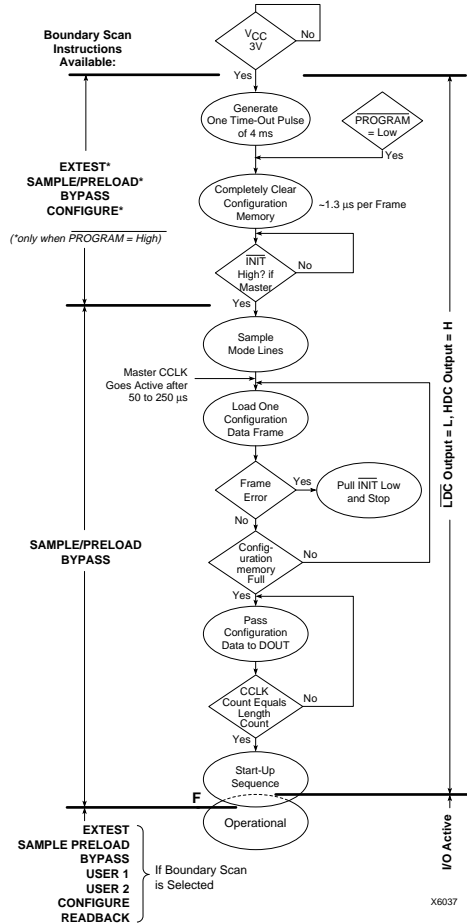 Boundary Scan
Instructions
Available:
VCC
3V
No
Yes
Generate
One Time-Out Pulse
of 4 ms
PROGRAM
= Low
Yes
EXTEST*
SAMPLE/PRELOAD*
BYPASS
CONFIGURE*
(*only when PROGRAM = High)
Completely Clear
Configuration
Memory
~1.3 µs per Frame
INIT
High? if
Master
No
Yes
Sample
Mode Lines
Master CCLK
Goes Active after
50 to 250 µs
Load One
Configuration
Data Frame
Frame
Error
Yes
Pull INIT Low
and Stop
No
SAMPLE/PRELOAD
BYPASS
Config-
uration
memory
Full
No
Yes
Pass
Configuration
Data to DOUT
CCLK
Count Equals
Length
Count
No
Yes
Start-Up
Sequence
F
Operational
LDC Output = L, HDC Output = H
I/O Active
EXTEST
SAMPLE PRELOAD
BYPASS
USER 1
USER 2
CONFIGURE
READBACK
If Boundary Scan
is Selected
X6037